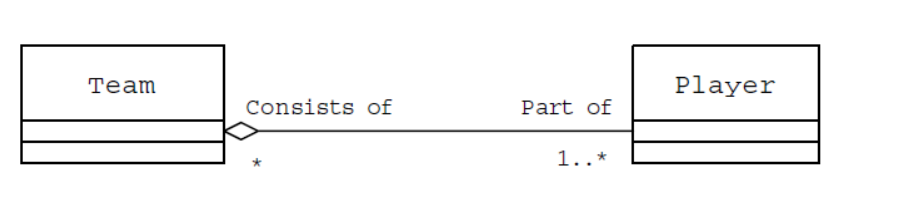 Team
Player
Consists of
Part of
*
1..*